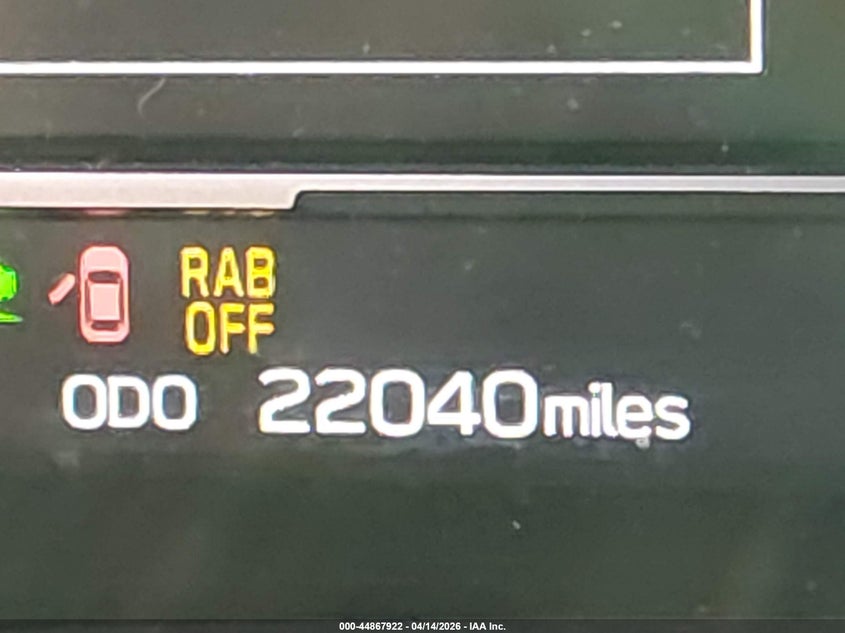 RAB
OFF
ODO 22040miles
000-44867922 - 04/14/2026 - IAA Inc.